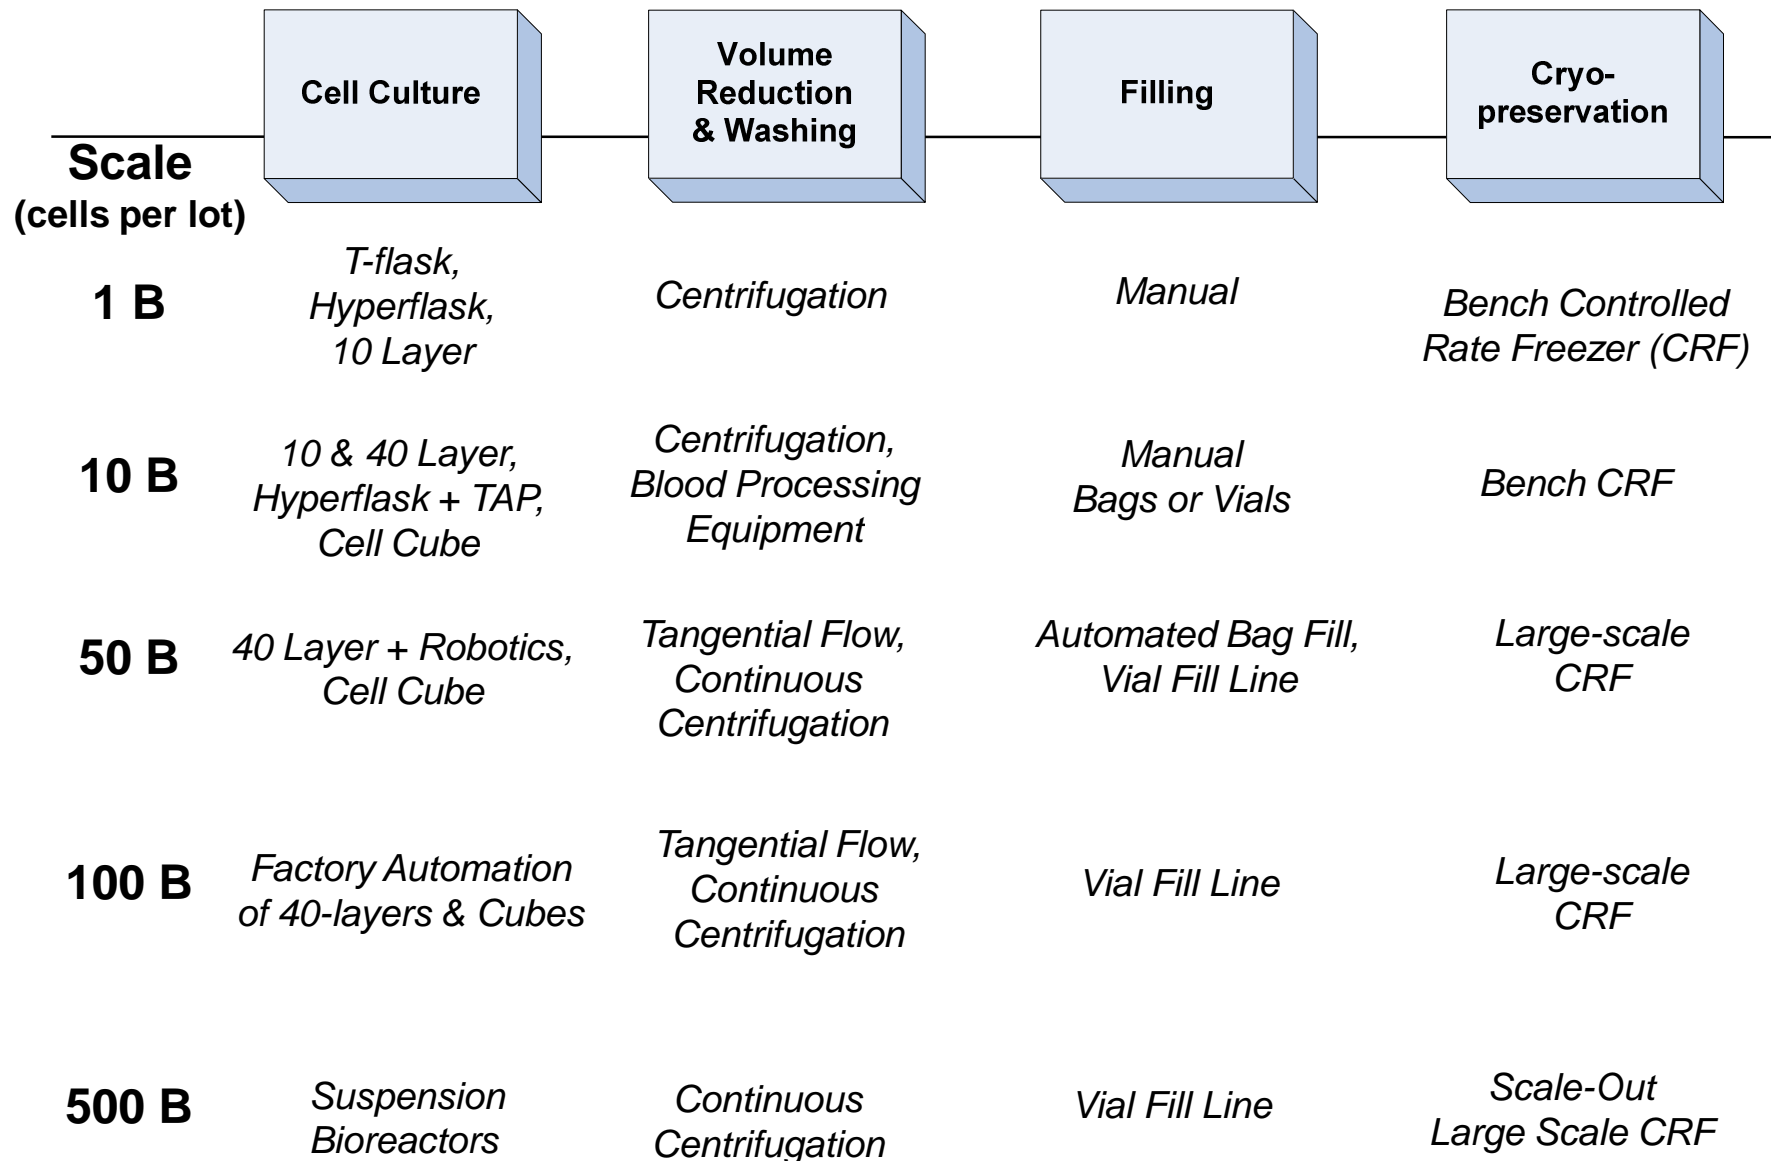 Cell Culture
Volume
Reduction
& Washing
Filling
Cryo-
preservation
Scale
(cells per lot)
1 B
T-flask,
Hyperflask,
10 Layer
Centrifugation
Manual
Bench Controlled
Rate Freezer (CRF)
10 B
10 & 40 Layer,
Hyperflask + TAP,
Cell Cube
Centrifugation,
Blood Processing
Equipment
Manual
Bags or Vials
Bench CRF
50 B
40 Layer + Robotics,
Cell Cube
Tangential Flow,
Continuous
Centrifugation
Automated Bag Fill,
Vial Fill Line
Large-scale
CRF
100 B
Factory Automation
of 40-layers & Cubes
Tangential Flow,
Continuous
Centrifugation
Vial Fill Line
Large-scale
CRF
500 B
Suspension
Bioreactors
Continuous
Centrifugation
Vial Fill Line
Scale-Out
Large Scale CRF